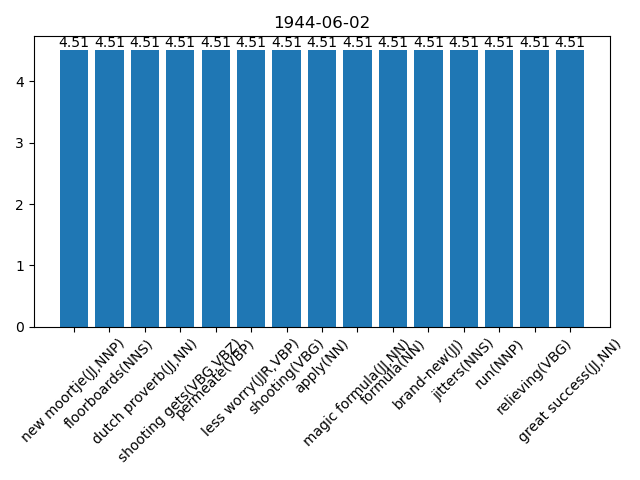 1944-06-02
4.51 4.51 4.51 4.51 4.51 4.51 4.51 4.51 4.51 4.51 4.51 4.51 4.51 4.51 4.51
4
3
2
1
0
new moortje(JJ,NNP)
floorboards(NNS)
dutch proverb(JJ,NN)
shooting gets(VBG,VBZ)
permeate(VBP)
less worry(JJR,VBP)
shooting(VBG)
apply(NN)
magic formula(JJ,NN)
formula(NN)
brand-new(JJ)
jitters(NNS)
run(NNP)
relieving(VBG)
great success(JJ,NN)